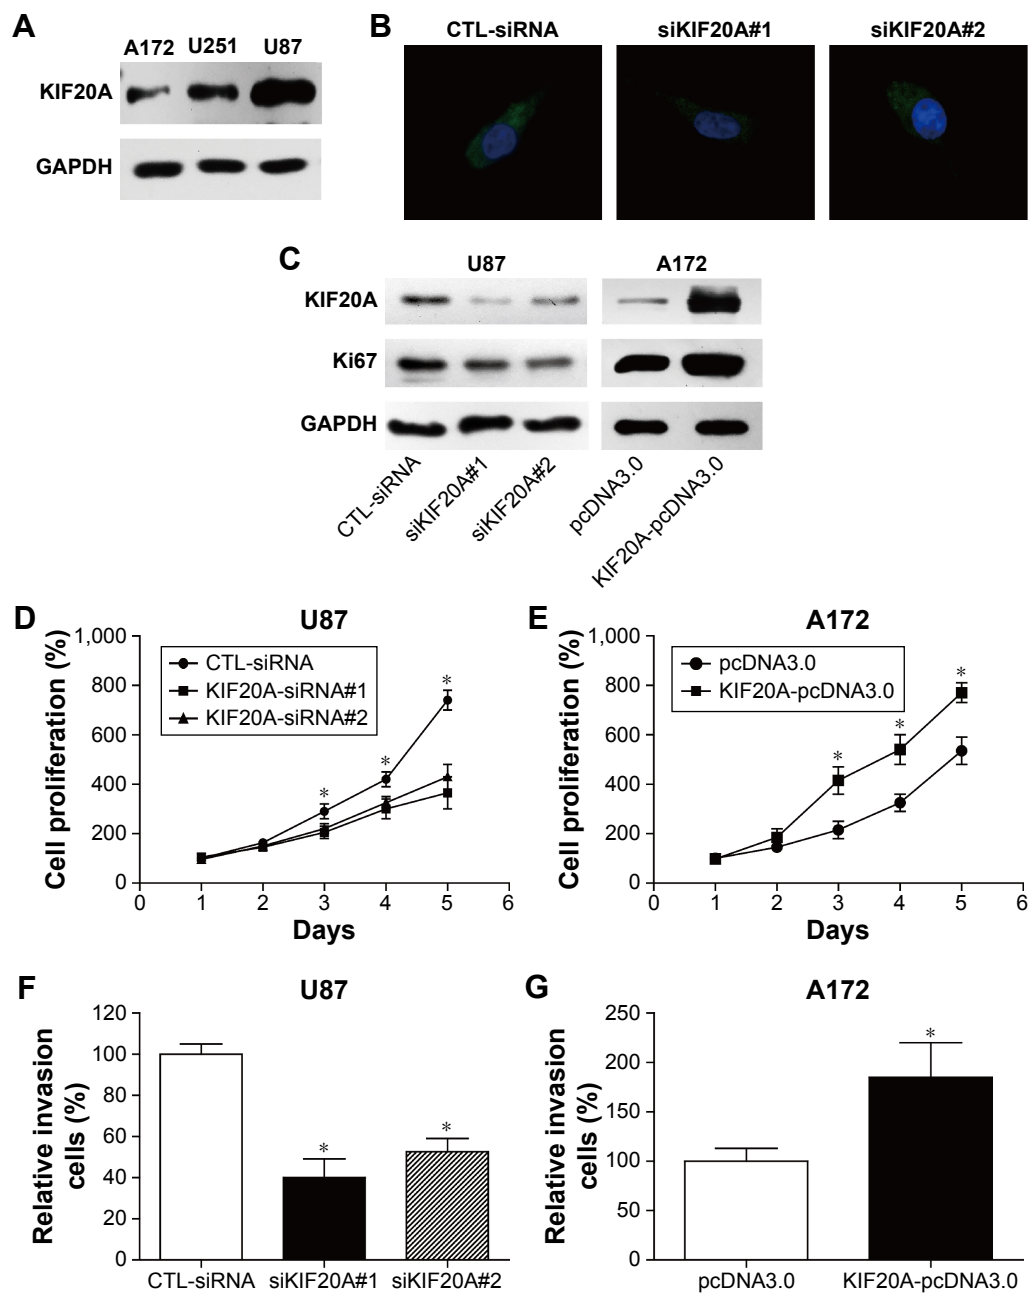 A
A172 U251 U87
KIF20A
GAPDH
B
CTL-siRNA siKIF20A#1 siKIF20A#2
C
U87 A172
KIF20A
Ki67
GAPDH
CTL-siRNA siKIF20A#1 siKIF20A#2 pcDNA3.0 KIF20A-pcDNA3.0
D
U87
Cell proliferation (%)
1,000
800
600
400
200
0
CTL-siRNA
KIF20A-siRNA#1
KIF20A-siRNA#2
* * *
0 1 2 3 4 5 6
Days
E
A172
Cell proliferation (%)
1,000
800
600
400
200
0
pcDNA3.0
KIF20A-pcDNA3.0
* * *
0 1 2 3 4 5 6
Days
F
U87
Relative invasion
cells (%)
120
100
80
60
40
20
0
* *
CTL-siRNA siKIF20A#1 siKIF20A#2
G
A172
Relative invasion
cells (%)
250
200
150
100
50
0
*
pcDNA3.0 KIF20A-pcDNA3.0